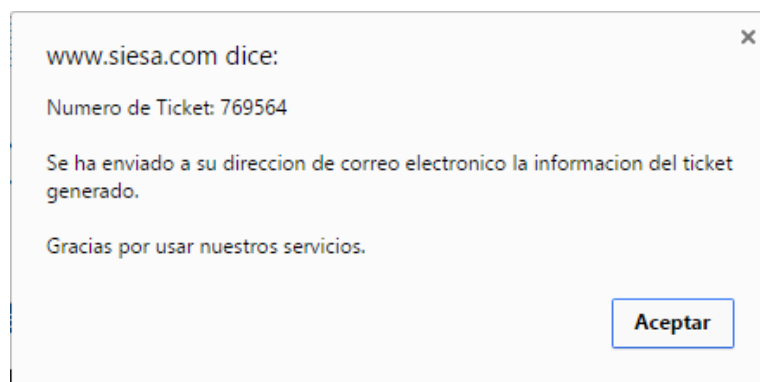 www.siesa.com dice:
Numero de Ticket: 769564
Se ha enviado a su direccion de correo electronico la informacion del ticket
generado.
Gracias por usar nuestros servicios.
Aceptar